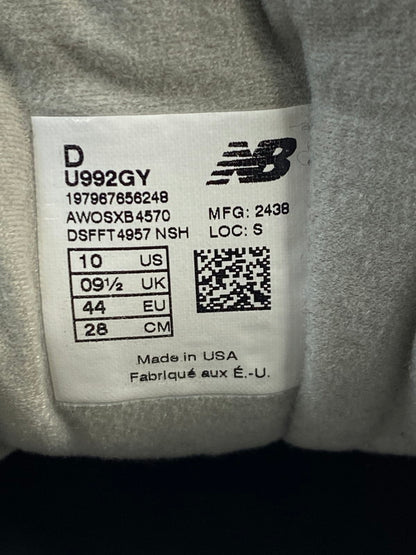 D
U992GY
NB
197967656248
AWOSXB4570 MFG: 2438
DSFFT4957 NSH LOC: S
10 US
09½ UK
44 EU
28 CM
Made in USA
Fabriqué aux É.-U.